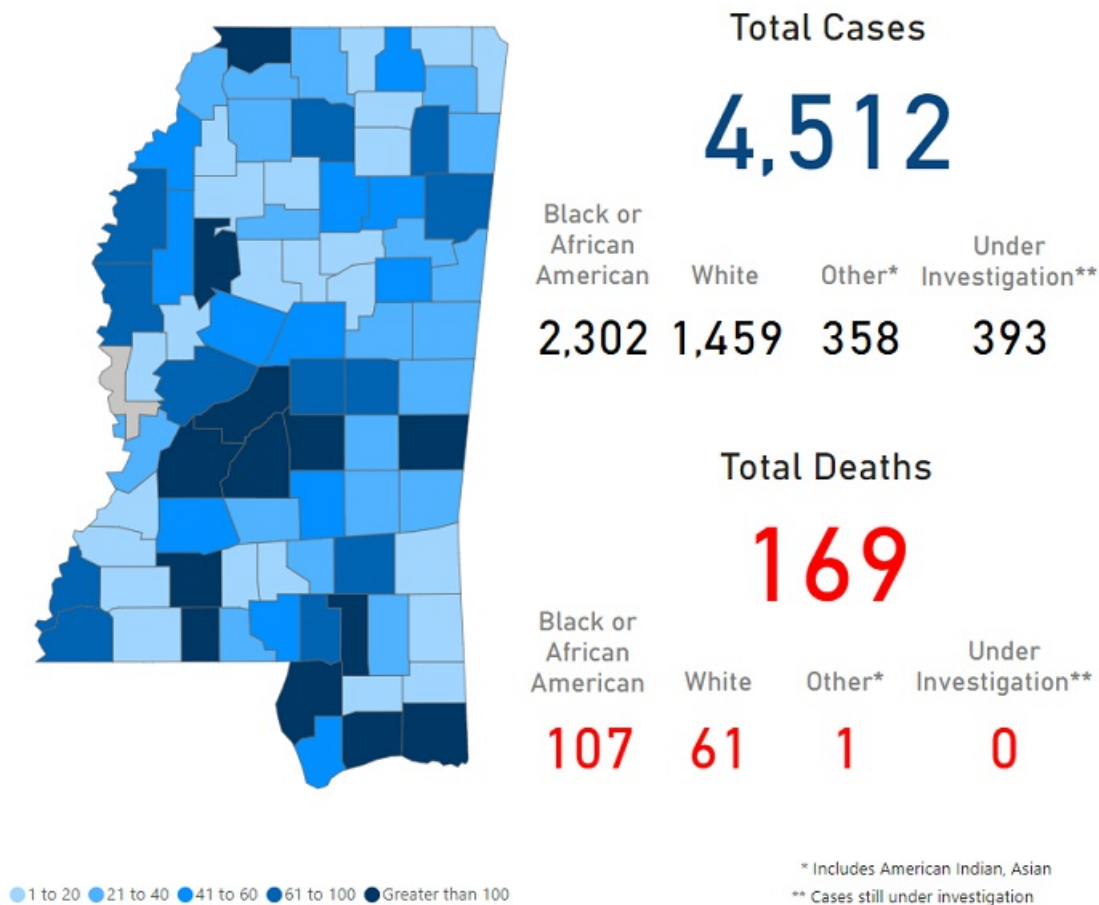 Total Cases
4,512
Black or
African
American
White
Other*
Under
Investigation**
2,302
1,459
358
393
Total Deaths
169
Black or
African
American
White
Other*
Under
Investigation**
107
61
1
0
1 to 20 21 to 40 41 to 60 61 to 100 Greater than 100
* Includes American Indian, Asian
** Cases still under investigation